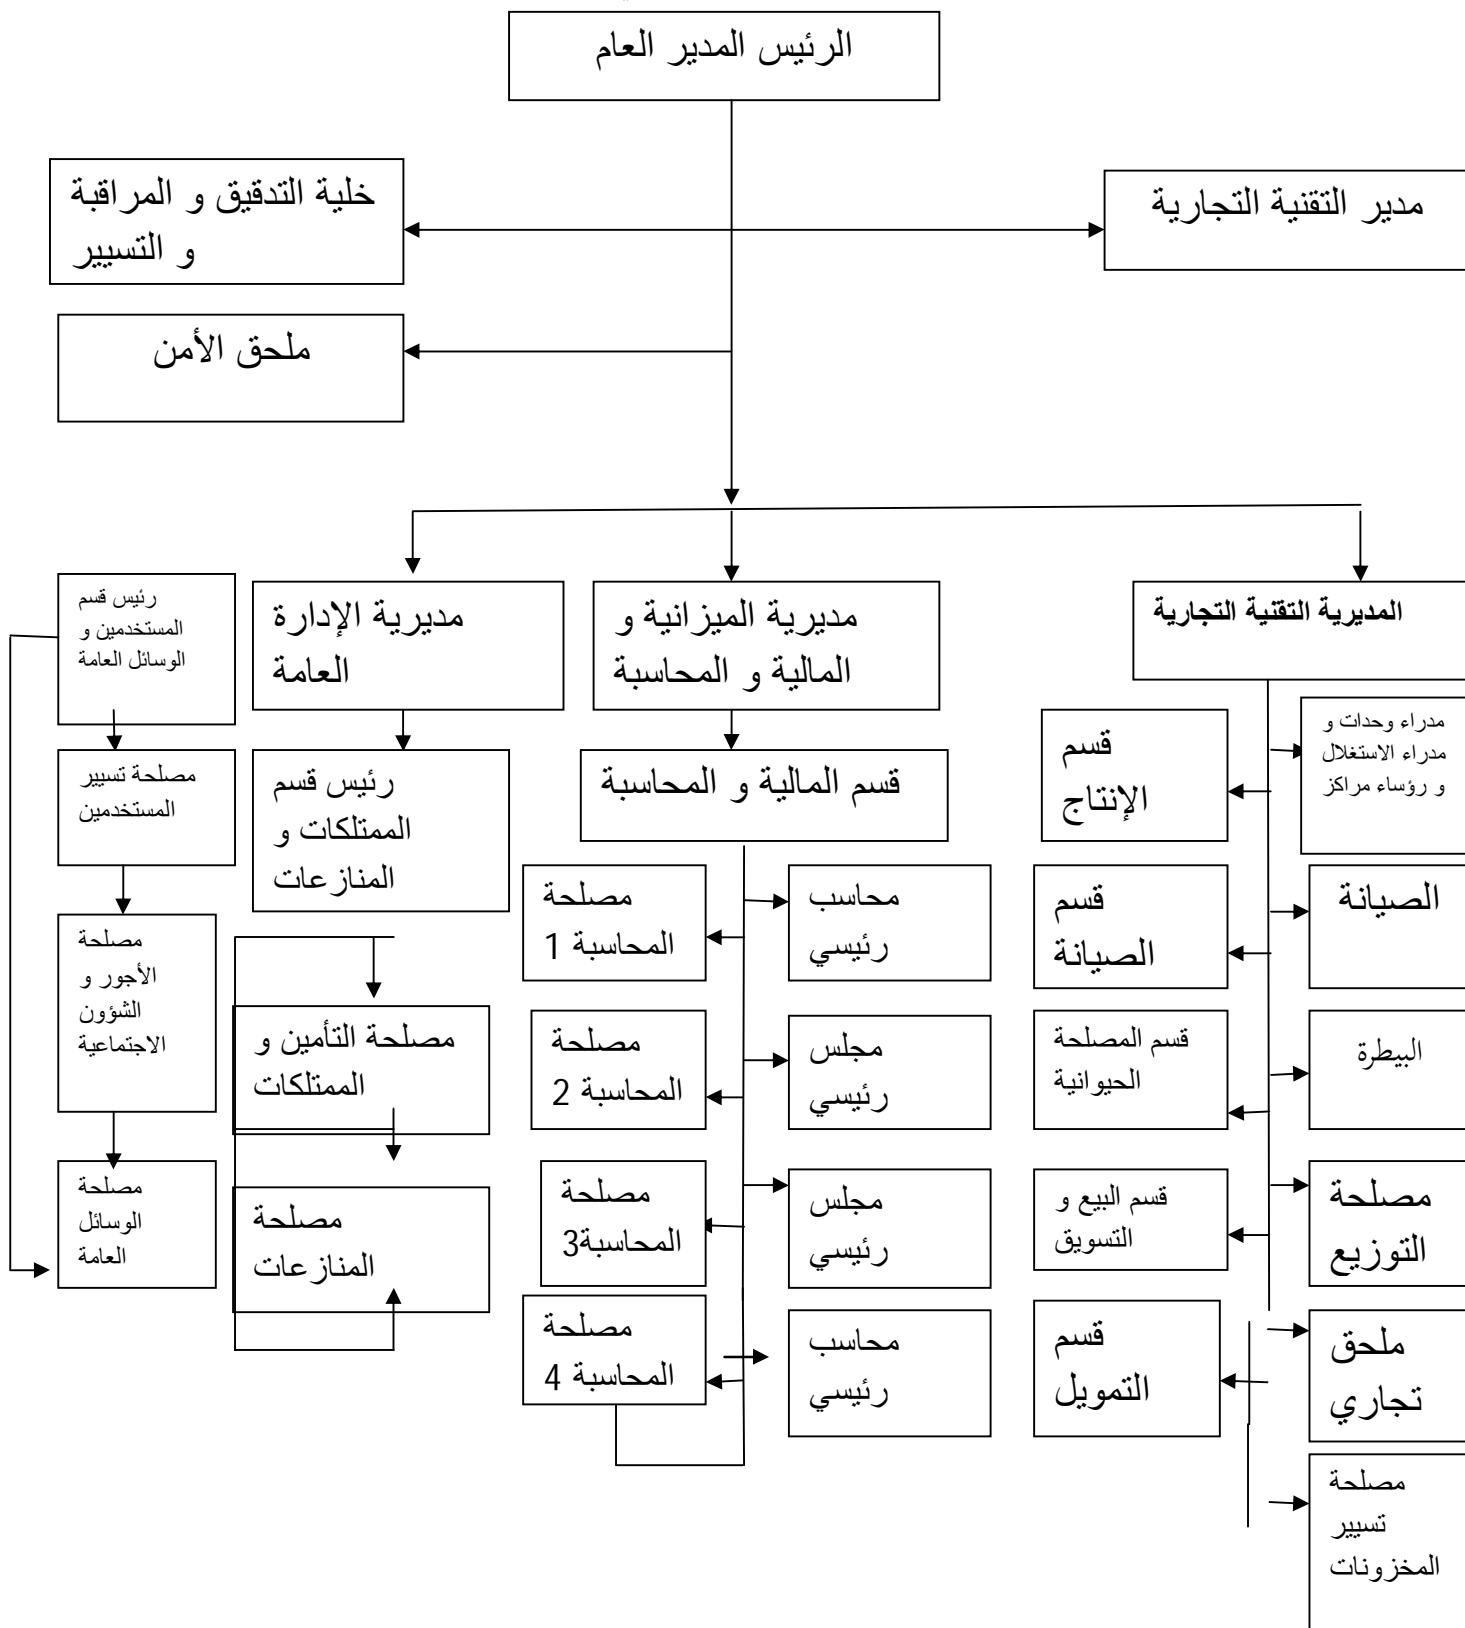 الرئيس المدير العام
مدير التقنية التجارية
خلية التدقيق و المراقبة
و التسيير
ملحق الأمن
المديرية التقنية التجارية
مديرية الميزانية و
المالية و المحاسبة
مديرية الإدارة
العامة
رئيس قسم
المستخدمين و
الوسائل العامة
مدراء وحدات و
مدراء الاستغلال
و رؤساء مراكز
قسم
الإنتاج
قسم المالية و المحاسبة
رئيس قسم
الممتلكات و
المنازعات
مصلحة تسيير
المستخدمين
الصيانة
قسم
الصيانة
محاسب
رئيسي
مصلحة
المحاسبة 1
مصلحة
الأجور و
الشؤون
الاجتماعية
البيطرة
قسم المصلحة
الحيوانية
مجلس
رئيسي
مصلحة
المحاسبة 2
مصلحة التأمين و
الممتلكات
مصلحة
التوزيع
قسم البيع و
التسويق
مجلس
رئيسي
مصلحة
المحاسبة3
مصلحة
المنازعات
مصلحة
الوسائل
العامة
ملحق
تجاري
قسم
التمويل
محاسب
رئيسي
مصلحة
المحاسبة 4
مصلحة
تسيير
المخزونات